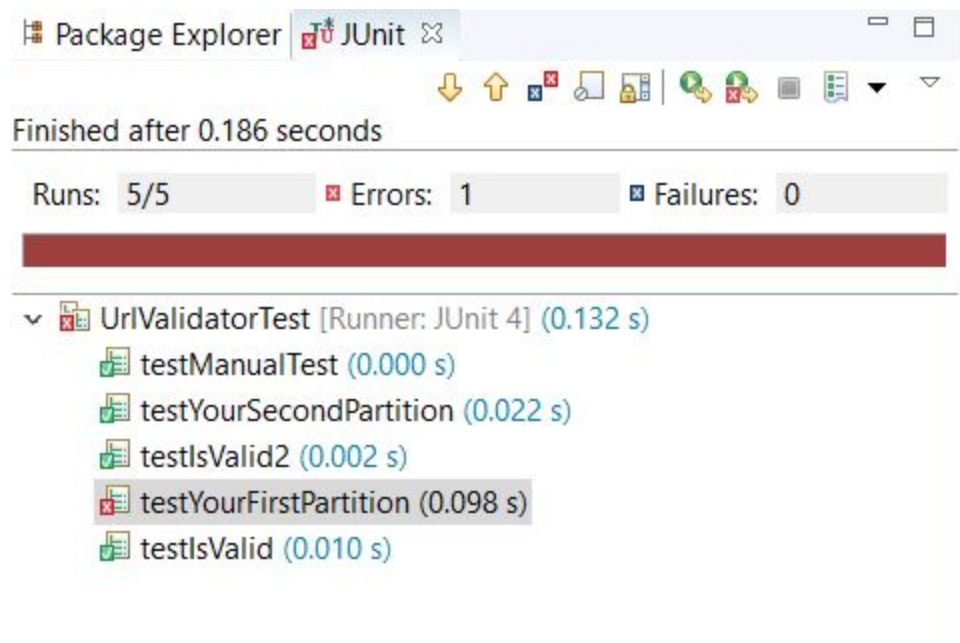 Package Explorer JUnit
Finished after 0.186 seconds
Runs: 5/5 Errors: 1 Failures: 0
UrlValidatorTest [Runner: JUnit 4] (0.132 s)
testManualTest (0.000 s)
testYourSecondPartition (0.022 s)
testIsValid2 (0.002 s)
testYourFirstPartition (0.098 s)
testIsValid (0.010 s)